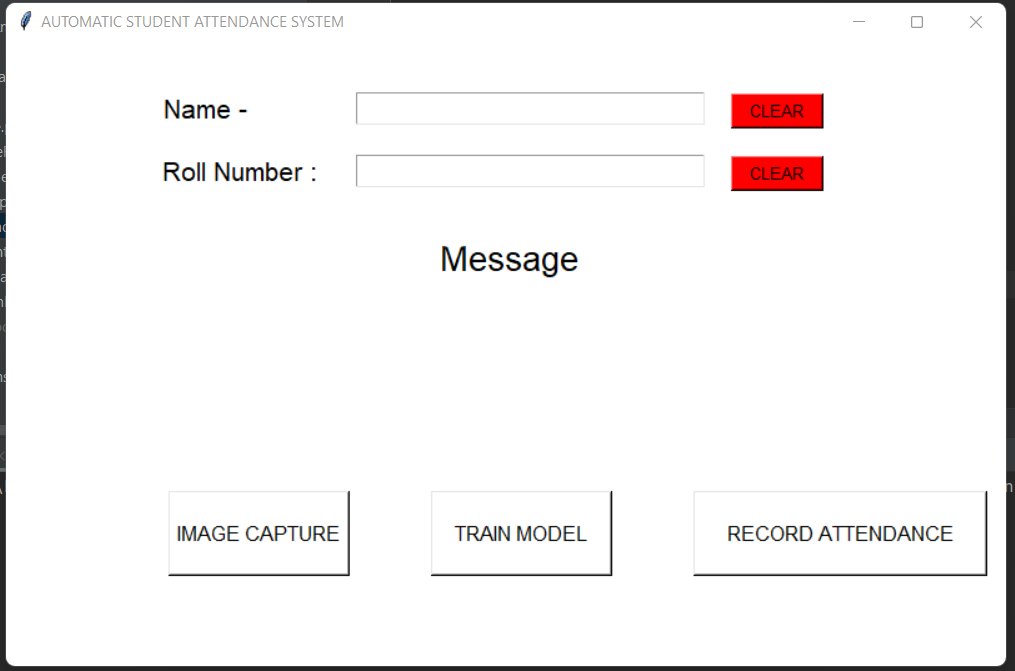 AUTOMATIC STUDENT ATTENDANCE SYSTEM
Name - CLEAR
Roll Number : CLEAR
Message
IMAGE CAPTURE TRAIN MODEL RECORD ATTENDANCE